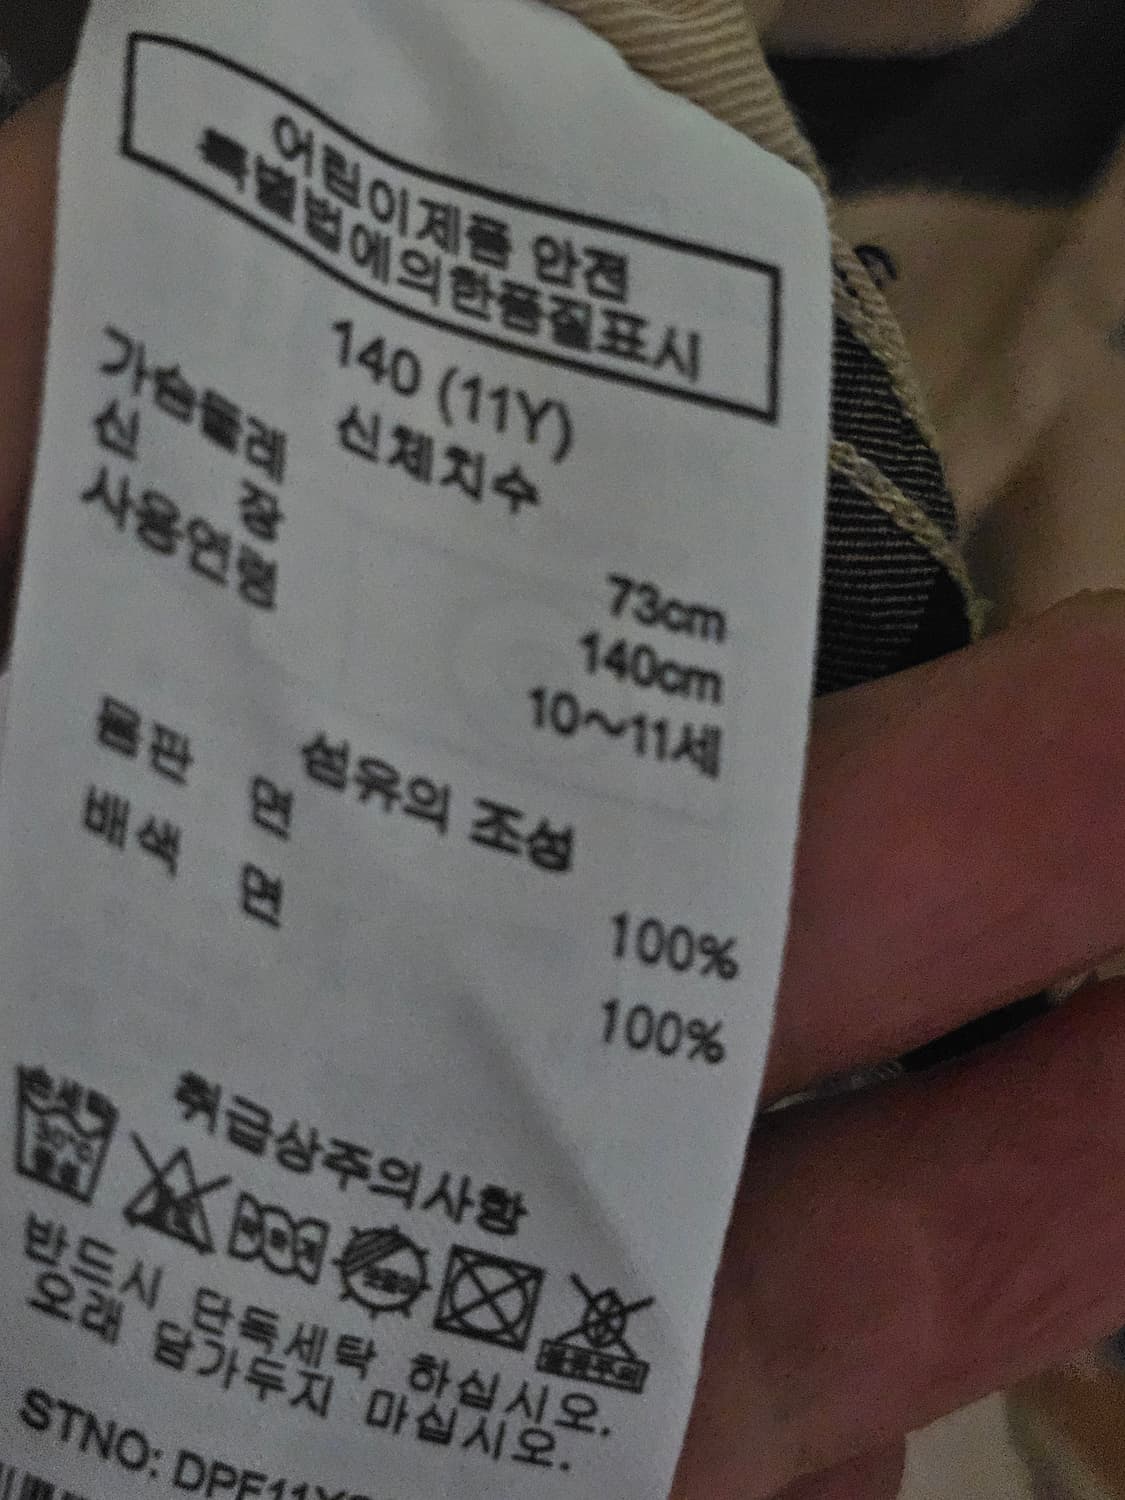 어린이제품 안전
특별법에의한품질표시
140 (11Y)
신체치수
가슴둘레 73cm
신 장 140cm
사용연령 10~11세
섬유의 조성
몸판 면 100%
배색 면 100%
취급상주의사항
손세탁
반드시 단독세탁 하십시오.
오래 담가두지 마십시오.
STNO: DPF11Y